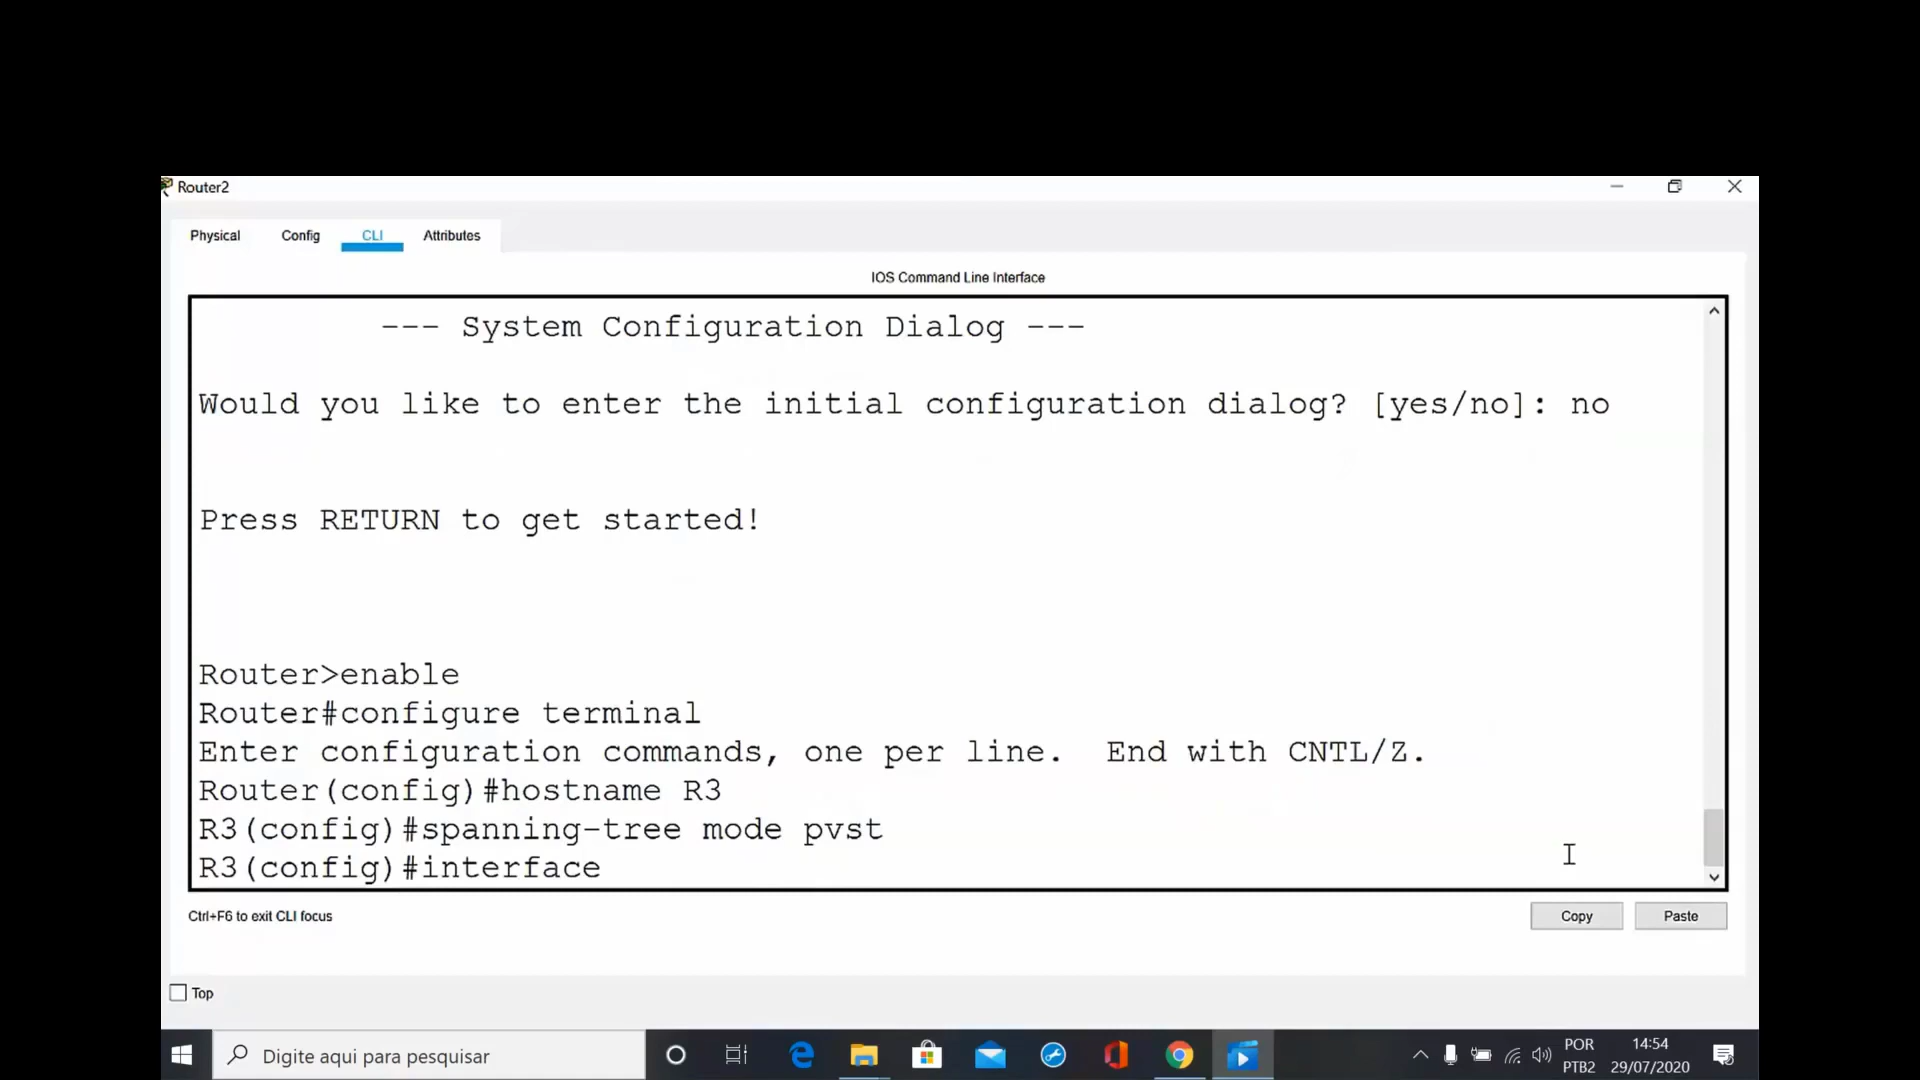 Router2
Physical Config CLI Attributes
IOS Command Line Interface
--- System Configuration Dialog ---
Would you like to enter the initial configuration dialog? [yes/no]: no
Press RETURN to get started!
Router>enable
Router#configure terminal
Enter configuration commands, one per line.  End with CNTL/Z.
Router(config)#hostname R3
R3(config)#spanning-tree mode pvst
R3(config)#interface
Ctrl+F6 to exit CLI focus
Copy Paste
Top
Digite aqui para pesquisar
POR 14:54
PTB2 29/07/2020